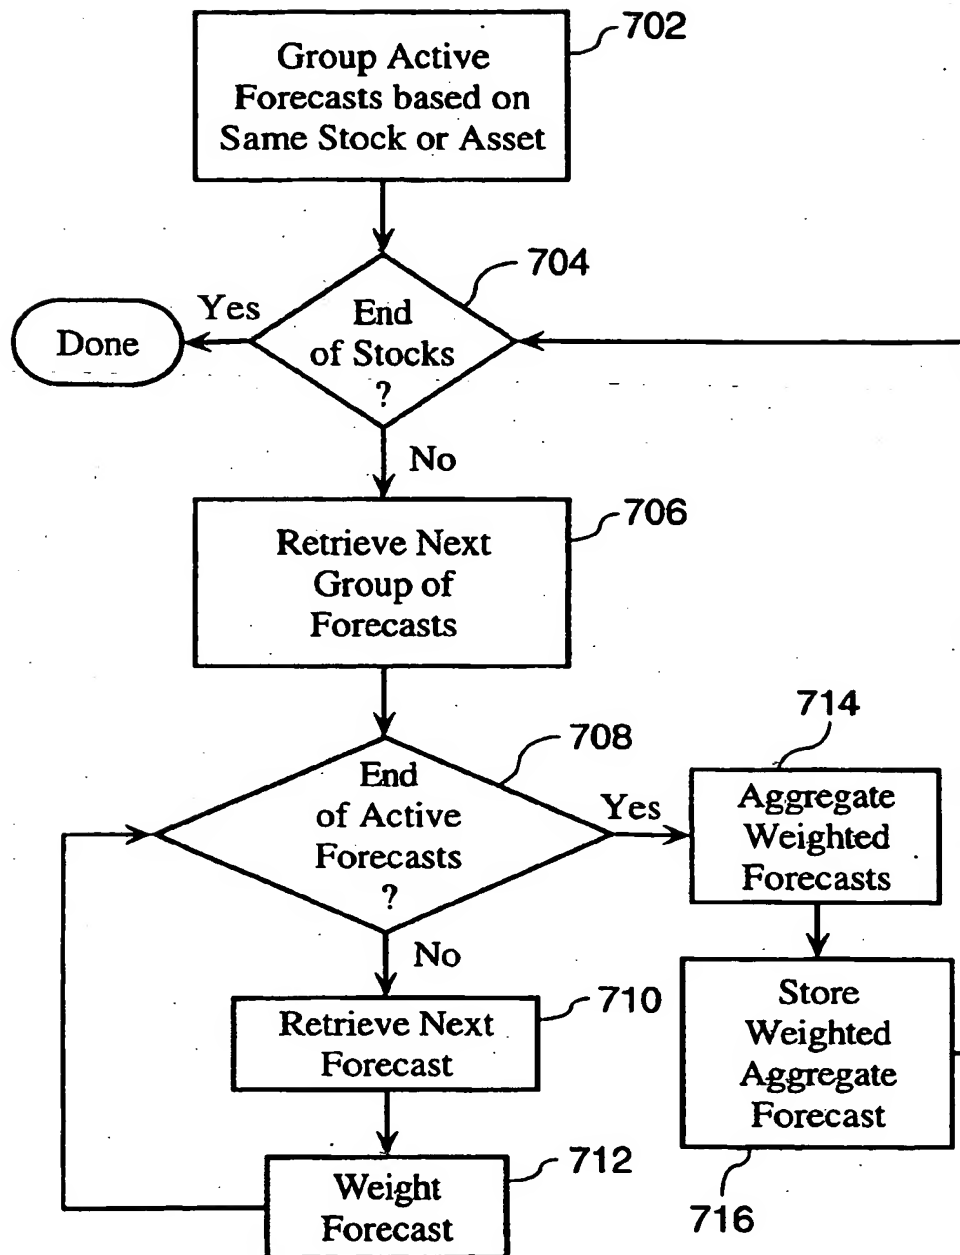 702
Group Active
Forecasts based on
Same Stock or Asset
704
Yes
Done
End
of Stocks
?
No
706
Retrieve Next
Group of
Forecasts
708
End
of Active
Forecasts
?
Yes
714
Aggregate
Weighted
Forecasts
No
710
Retrieve Next
Forecast
Store
Weighted
Aggregate
Forecast
712
Weight
Forecast
716